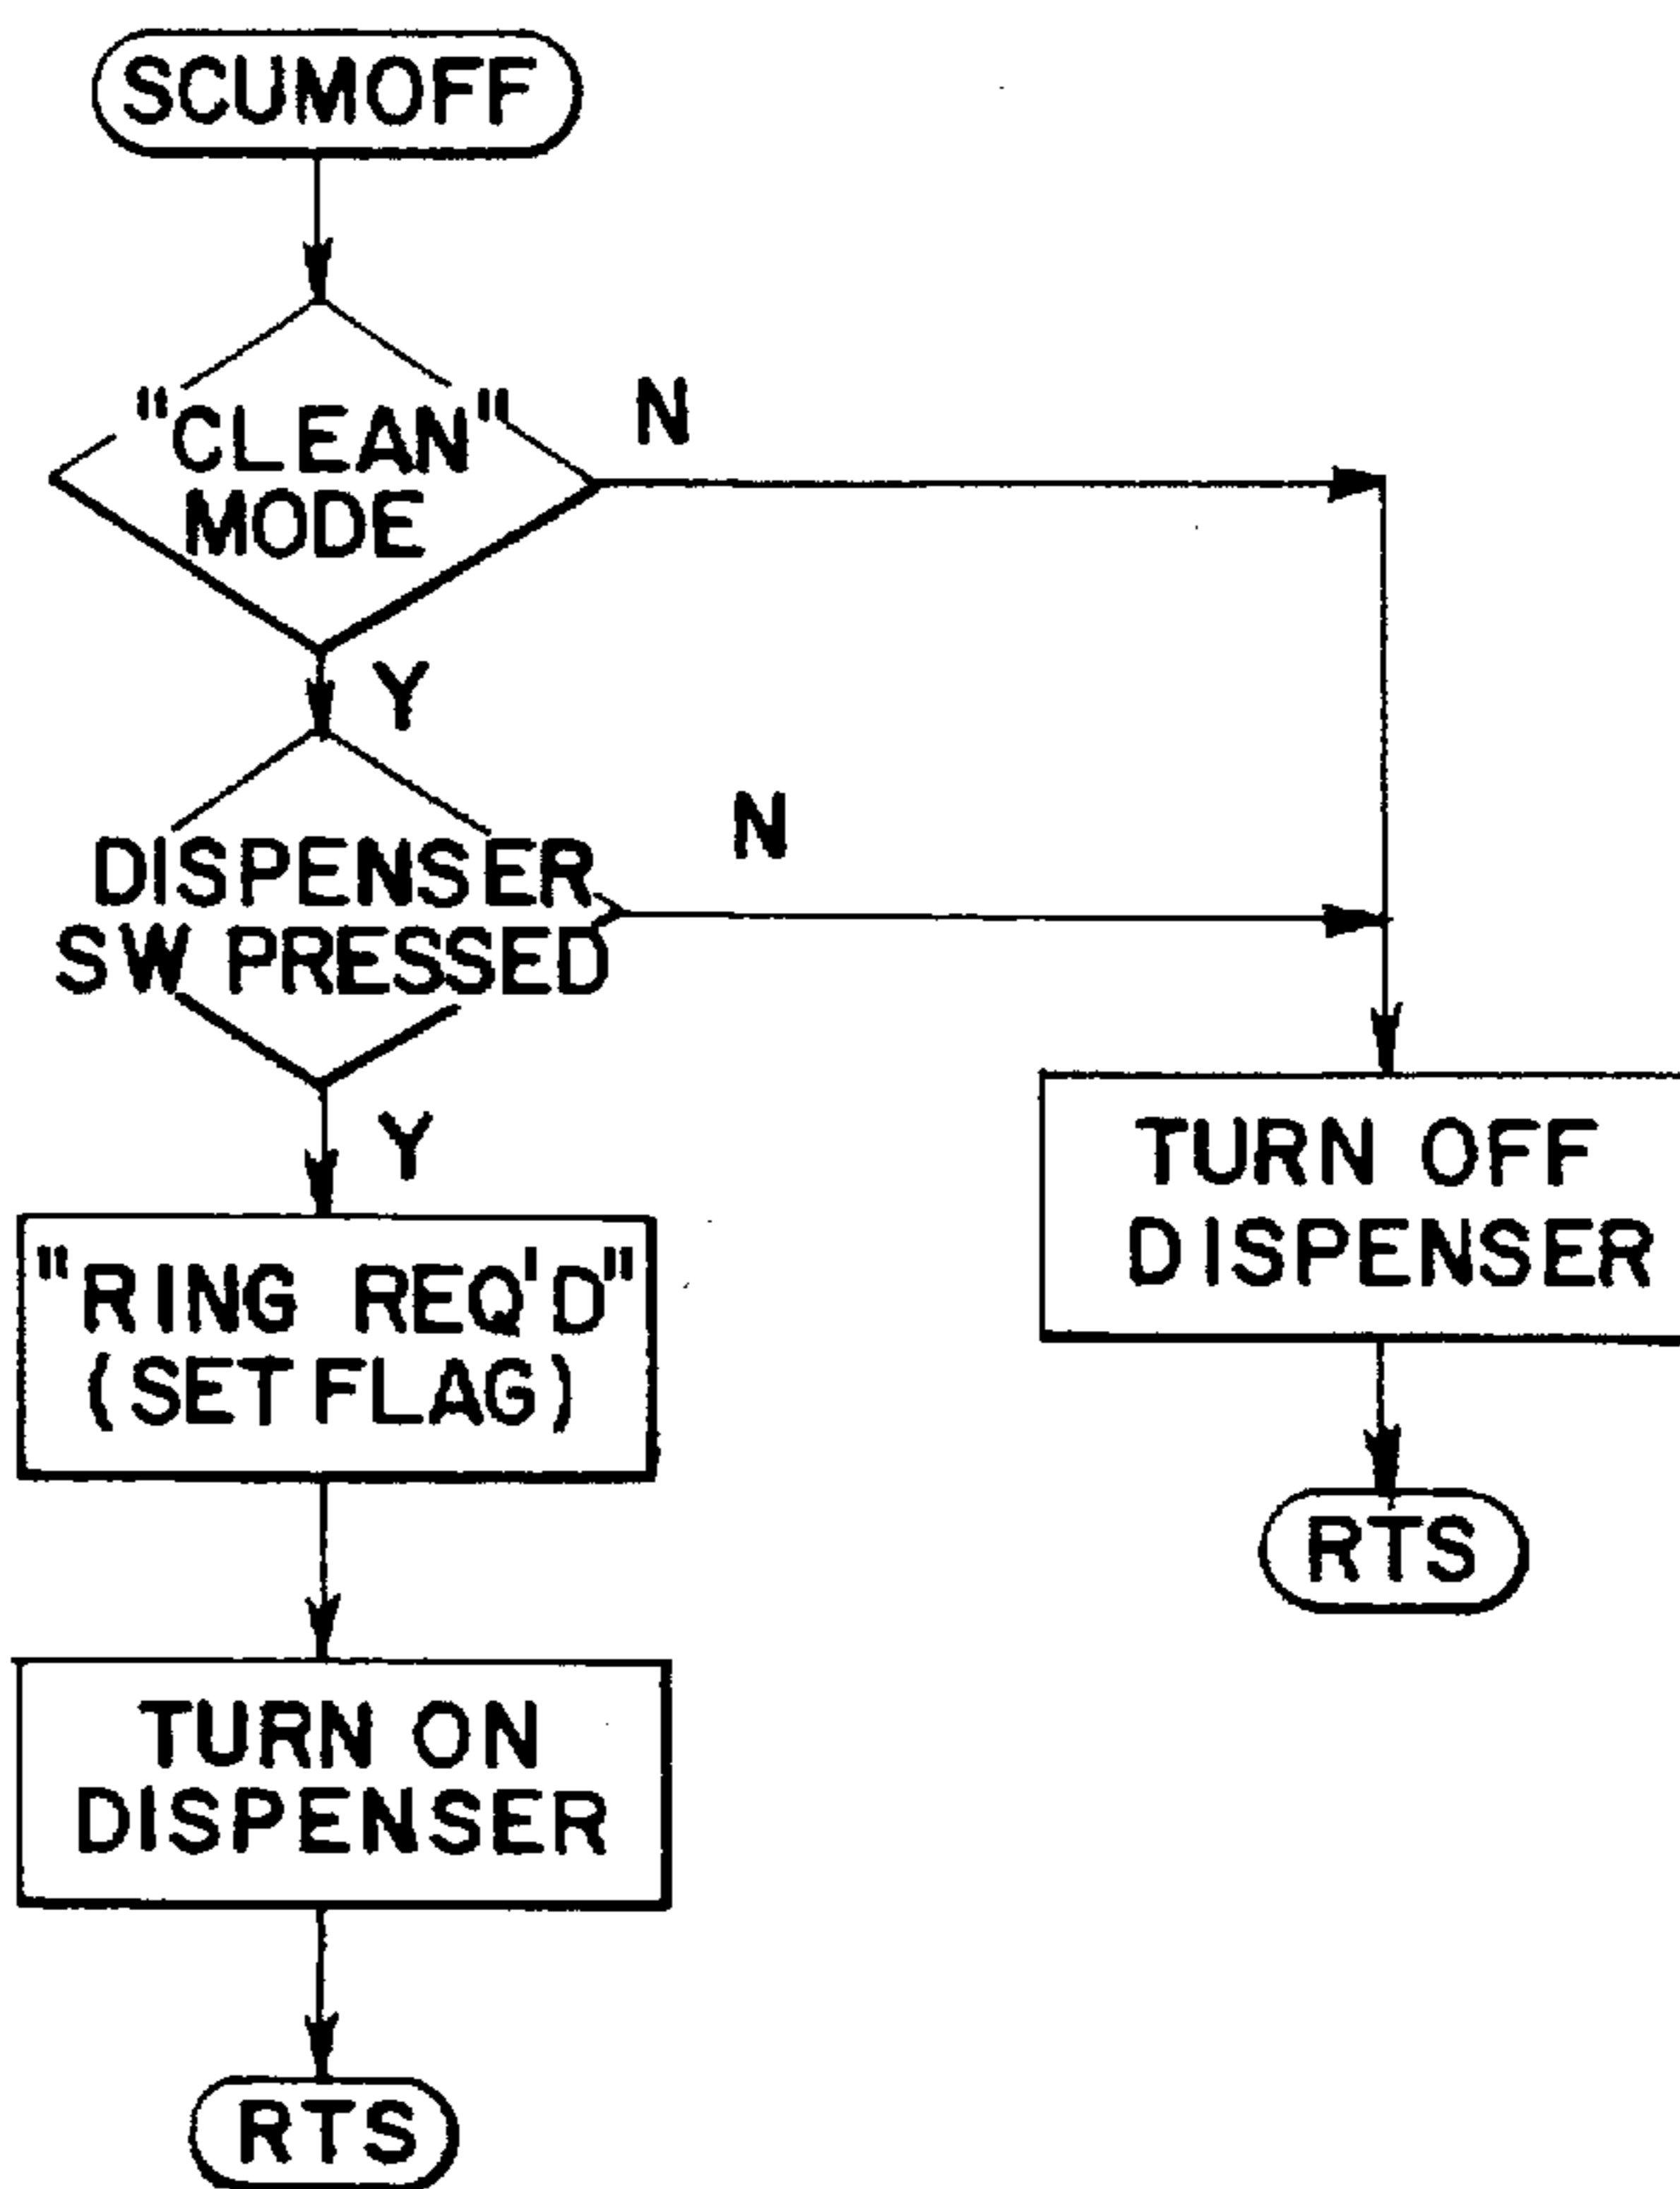 SCUMOFF
"CLEAN"
MODE
N
Y
DISPENSER
SW PRESSED
N
Y
"RING REQ'D"
(SET FLAG)
TURN OFF
DISPENSER
RTS
TURN ON
DISPENSER
RTS